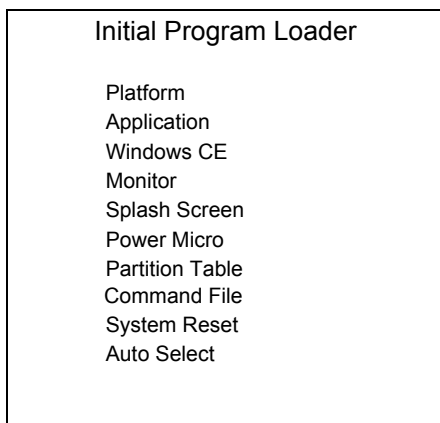 Initial Program Loader
Platform
Application
Windows CE
Monitor
Splash Screen
Power Micro
Partition Table
Command File
System Reset
Auto Select